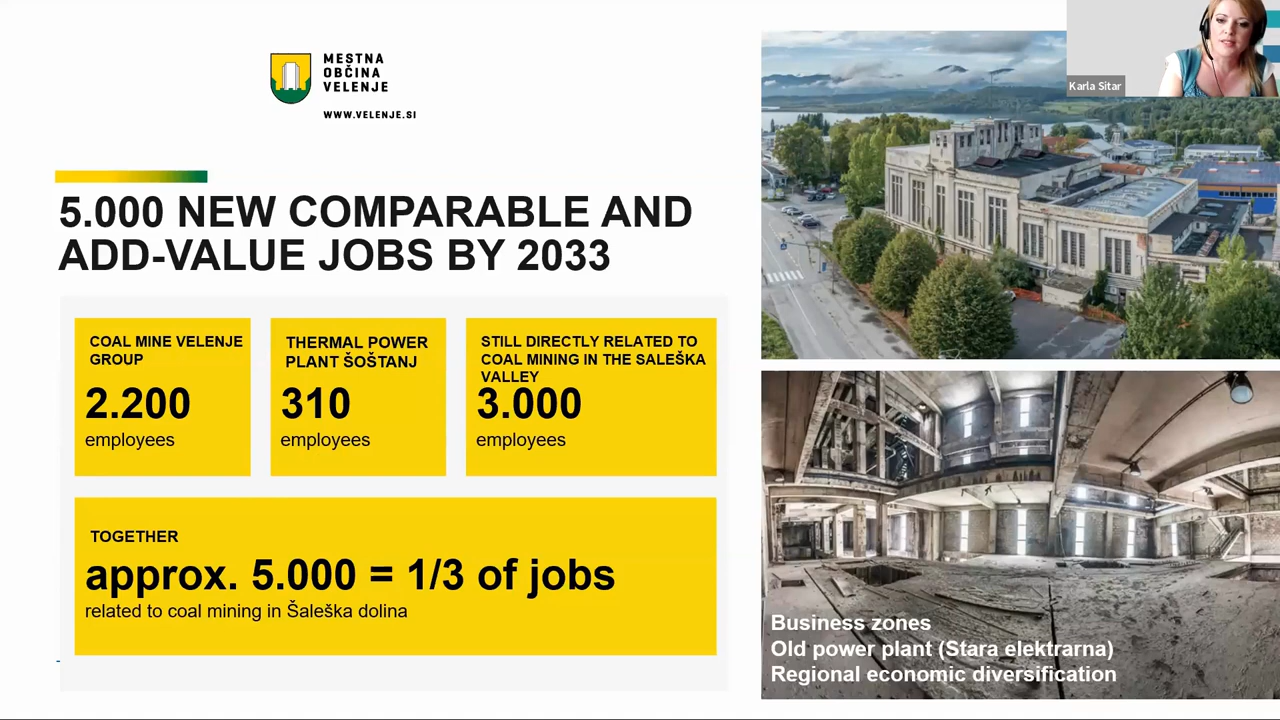 MESTNA
OBČINA
VELENJE
WWW.VELENJE.SI
Karla Sitar
5.000 NEW COMPARABLE AND
ADD-VALUE JOBS BY 2033
COAL MINE VELENJE
GROUP
2.200
employees
THERMAL POWER
PLANT ŠOŠTANJ
310
employees
STILL DIRECTLY RELATED TO
COAL MINING IN THE SALEŠKA
VALLEY
3.000
employees
TOGETHER
approx. 5.000 = 1/3 of jobs
related to coal mining in Šaleška dolina
Business zones
Old power plant (Stara elektrarna)
Regional economic diversification